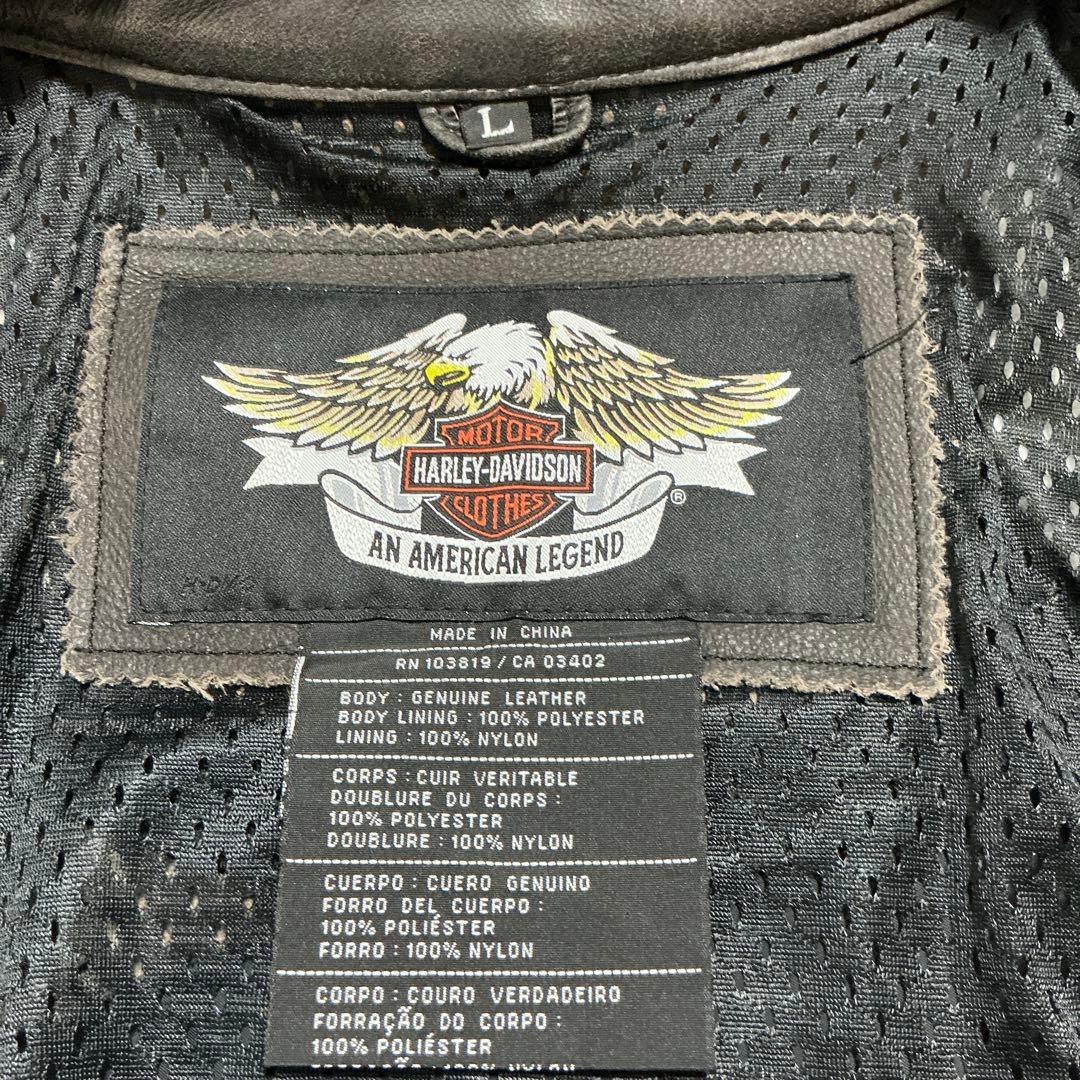 L
MOTOR
HARLEY-DAVIDSON
CLOTHES
®
AN AMERICAN LEGEND
MADE IN CHINA
RN 103819 / CA 03402
BODY : GENUINE LEATHER
BODY LINING : 100% POLYESTER
LINING : 100% NYLON
CORPS : CUIR VERITABLE
DOUBLURE DU CORPS :
100% POLYESTER
DOUBLURE : 100% NYLON
CUERPO : CUERO GENUINO
FORRO DEL CUERPO :
100% POLIÉSTER
FORRO : 100% NYLON
CORPO : COURO VERDADEIRO
FORRAÇÃO DO CORPO :
100% POLIÉSTER